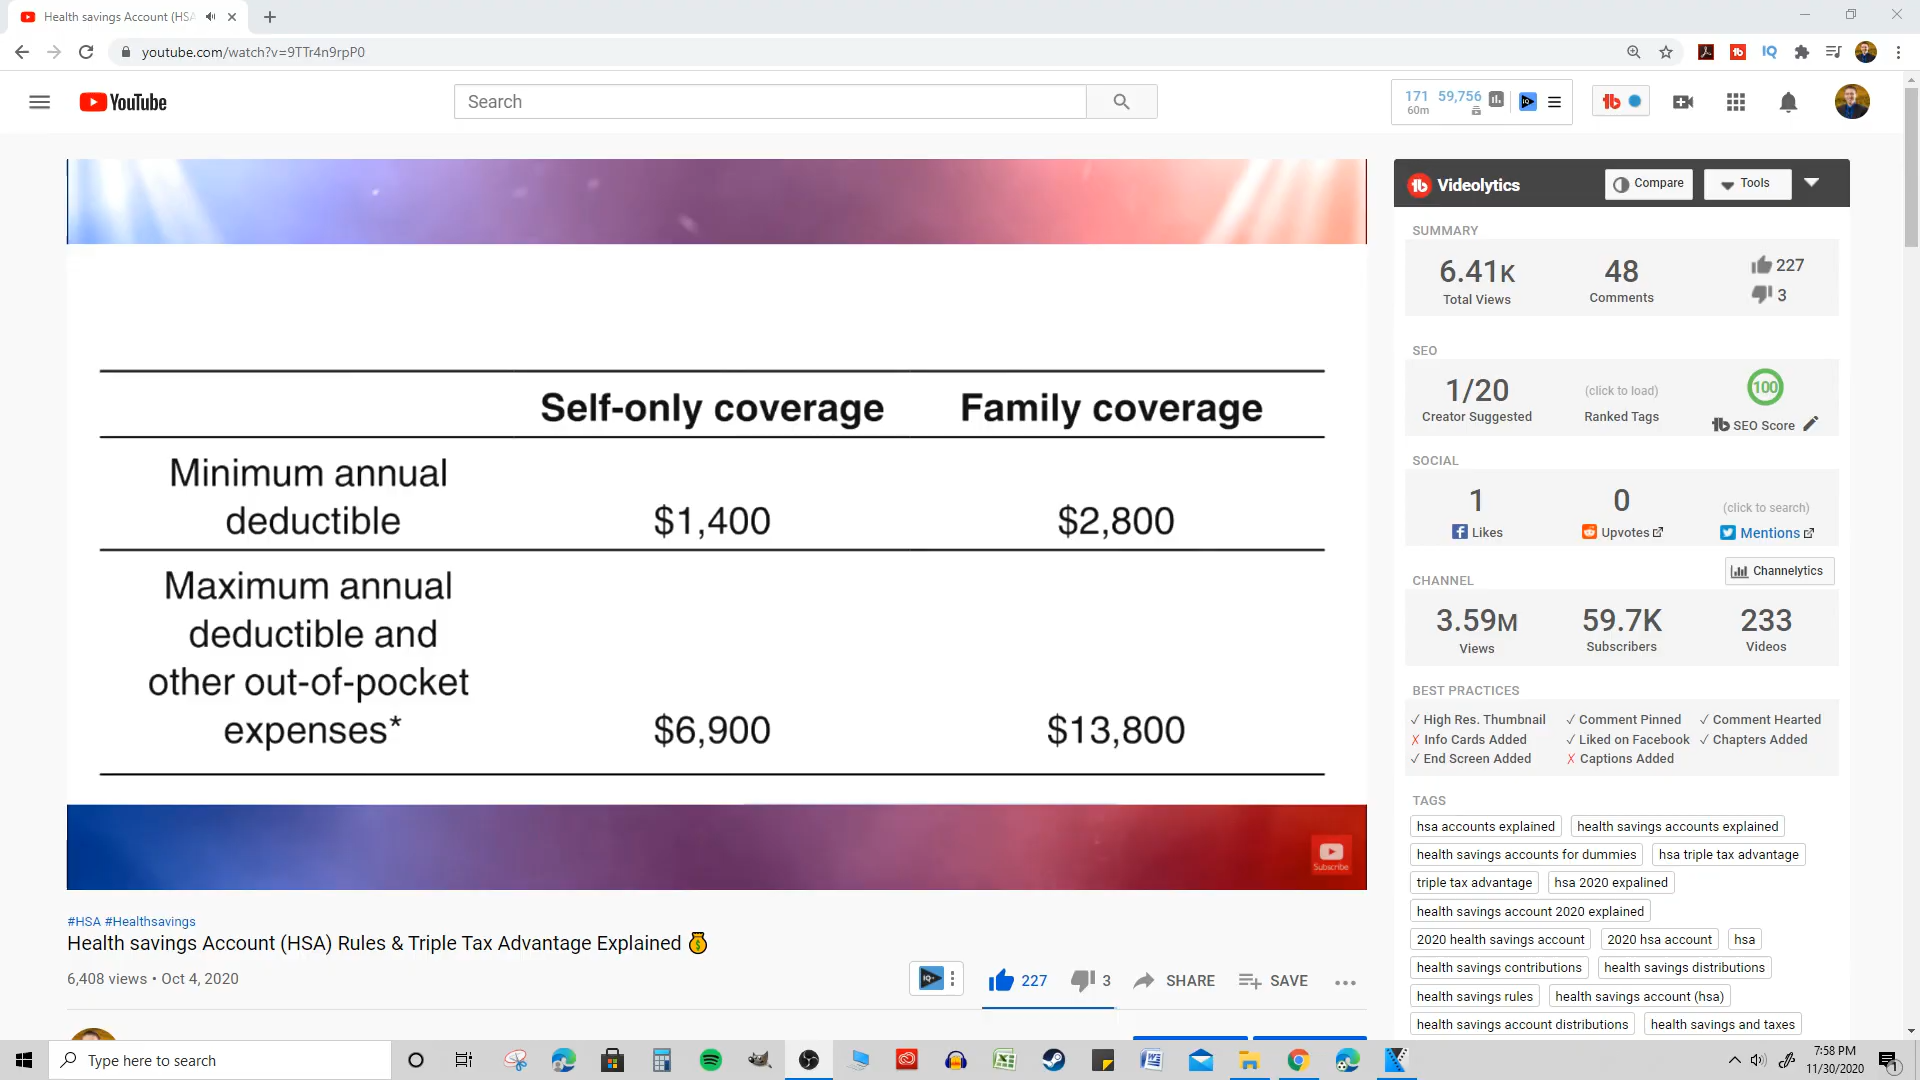 Health savings Account (HSA
youtube.com/watch?v=9TTr4n9rpP0
IQ
YouTube
Search
171 59,756
60m
Self-only coverage Family coverage
Minimum annual
deductible $1,400 $2,800
Maximum annual
deductible and
other out-of-pocket
expenses* $6,900 $13,800
Subscribe
#HSA #Healthsavings
Health savings Account (HSA) Rules & Triple Tax Advantage Explained 💰
6,408 views • Oct 4, 2020
227 3 SHARE SAVE
Videolytics Compare Tools
SUMMARY
6.41K 48 227
Total Views Comments 3
SEO
1/20 (click to load) 100
Creator Suggested Ranked Tags SEO Score
SOCIAL
1 0 (click to search)
Likes Upvotes Mentions
Channelytics
CHANNEL
3.59M 59.7K 233
Views Subscribers Videos
BEST PRACTICES
✓ High Res. Thumbnail ✓ Comment Pinned ✓ Comment Hearted
✗ Info Cards Added ✓ Liked on Facebook ✓ Chapters Added
✓ End Screen Added ✗ Captions Added
TAGS
hsa accounts explained health savings accounts explained
health savings accounts for dummies hsa triple tax advantage
triple tax advantage hsa 2020 expalined
health savings account 2020 explained
2020 health savings account 2020 hsa account hsa
health savings contributions health savings distributions
health savings rules health savings account (hsa)
health savings account distributions health savings and taxes
Type here to search
7:58 PM
11/30/2020
1